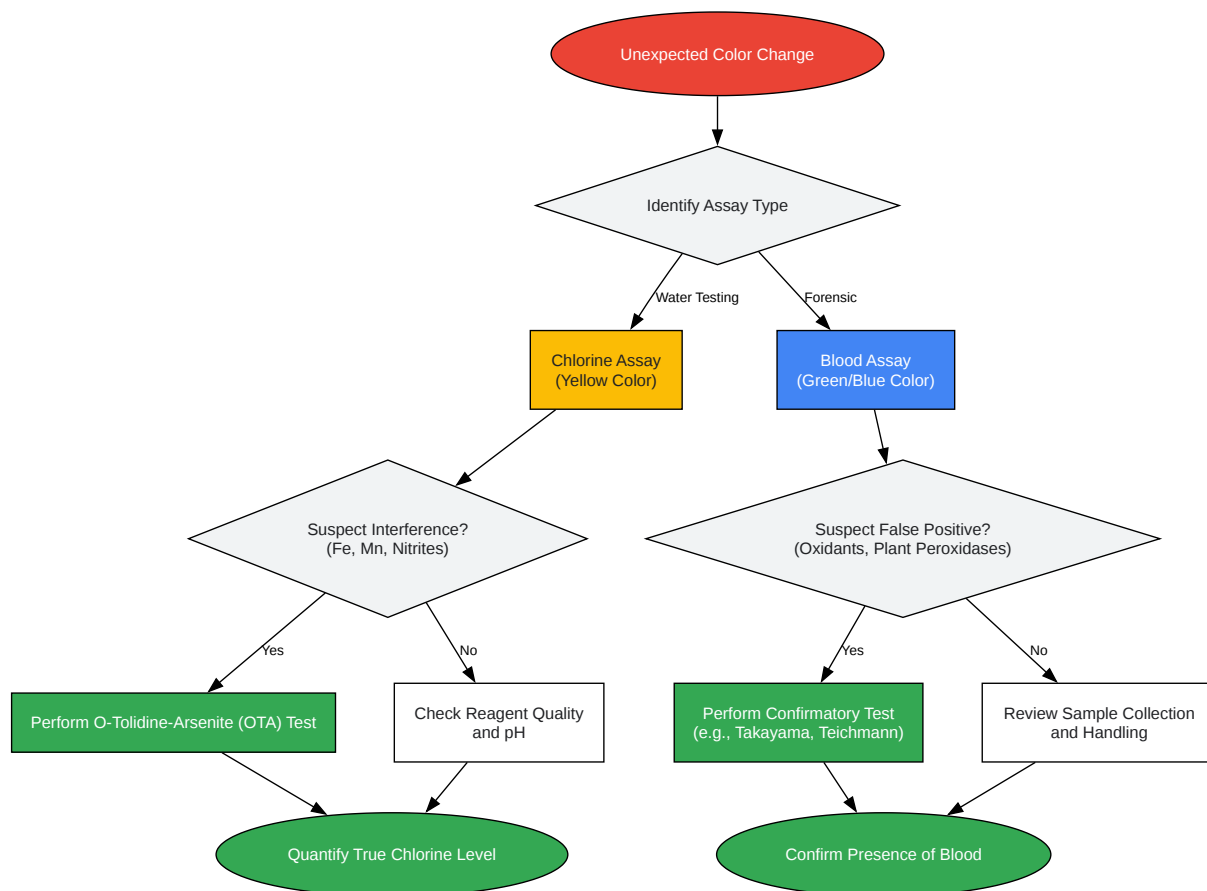 Unexpected Color Change
Identify Assay Type
Water Testing
Forensic
Chlorine Assay
(Yellow Color)
Blood Assay
(Green/Blue Color)
Suspect Interference?
(Fe, Mn, Nitrites)
Suspect False Positive?
(Oxidants, Plant Peroxidases)
Yes
No
Yes
No
Perform O-Tolidine-Arsenite (OTA) Test
Check Reagent Quality
and pH
Perform Confirmatory Test
(e.g., Takayama, Teichmann)
Review Sample Collection
and Handling
Quantify True Chlorine Level
Confirm Presence of Blood